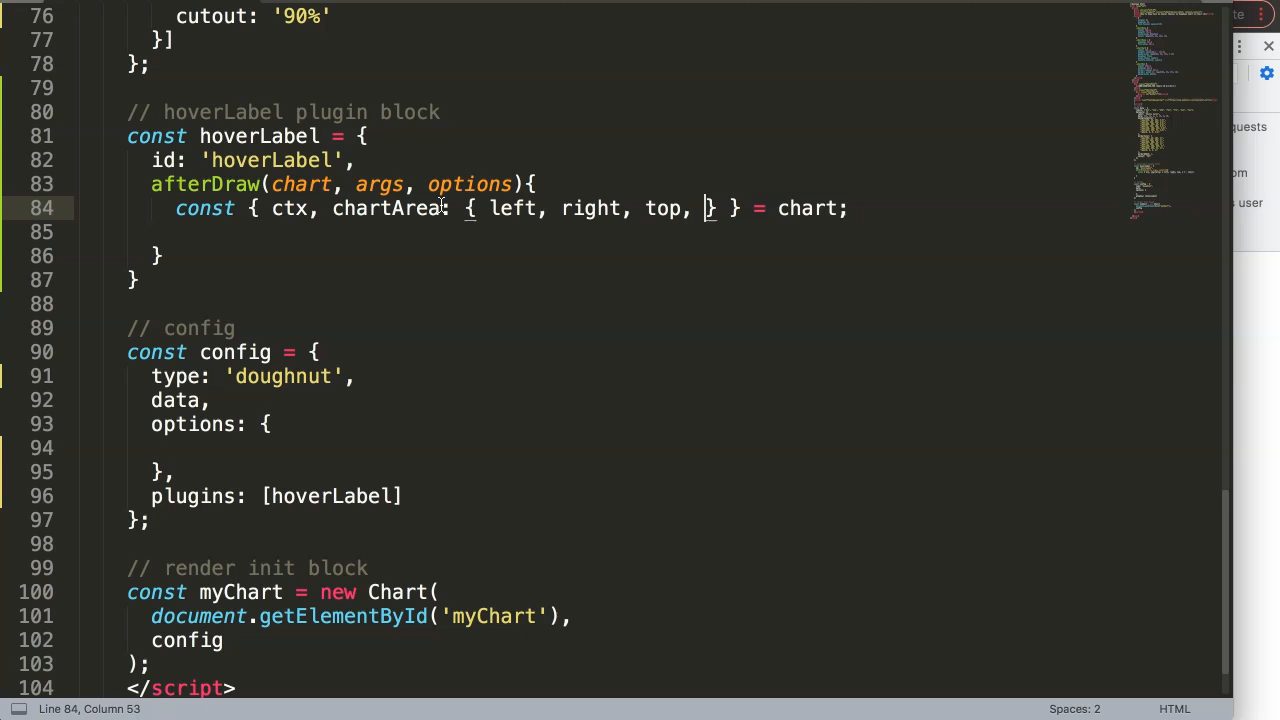 76 cutout: '90%'
77 }]
78 };
79
80 // hoverLabel plugin block
81 const hoverLabel = {
82 id: 'hoverLabel',
83 afterDraw(chart, args, options){
84 const { ctx, chartArea: { left, right, top, } } = chart;
85
86 }
87 }
88
89 // config
90 const config = {
91 type: 'doughnut',
92 data,
93 options: {
94
95 },
96 plugins: [hoverLabel]
97 };
98
99 // render init block
100 const myChart = new Chart(
101 document.getElementById('myChart'),
102 config
103 );
104 </script>
te
quests
om
s user
Line 84, Column 53
Spaces: 2
HTML